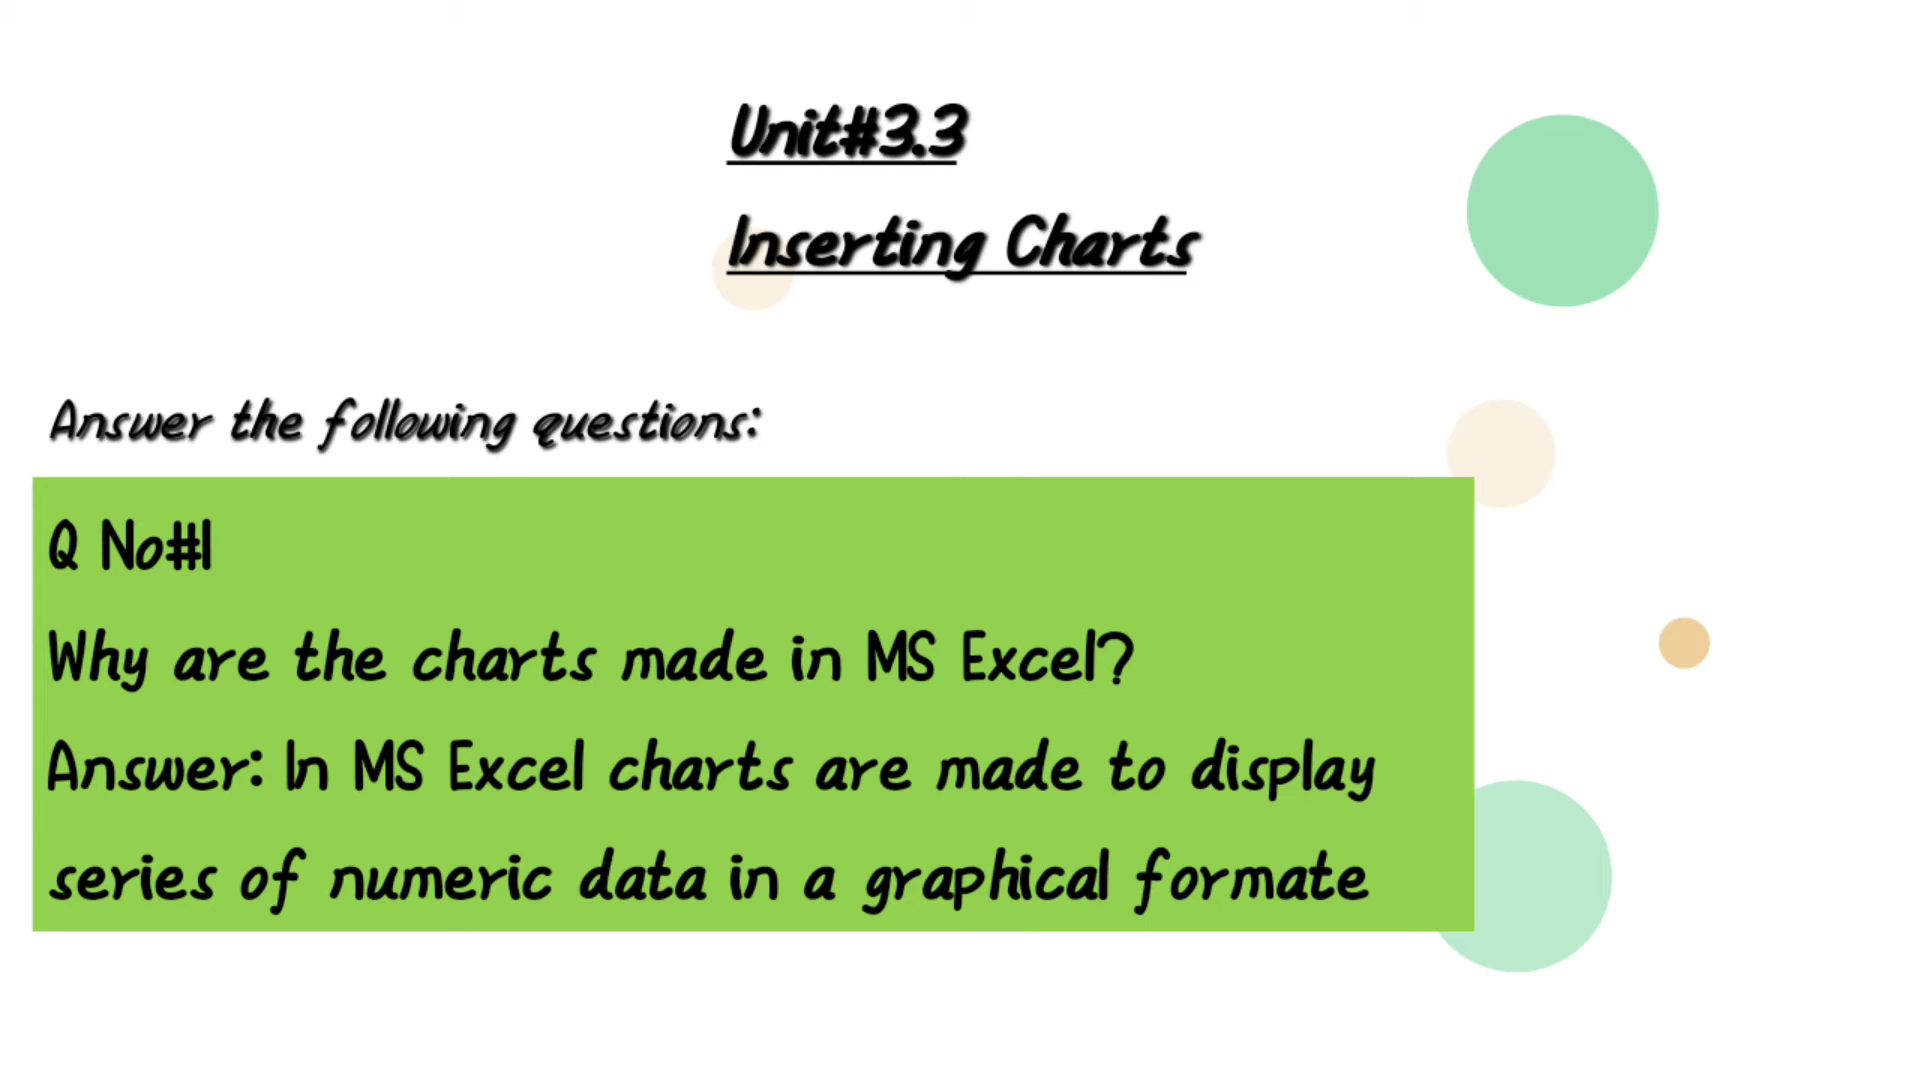 Unit#3.3
Inserting Charts
Answer the following questions:
Q No#1
Why are the charts made in MS Excel?
Answer: In MS Excel charts are made to display
series of numeric data in a graphical formate